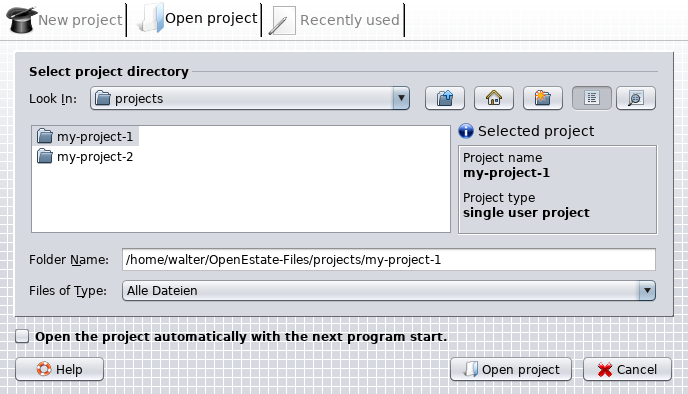 New project Open project Recently used
Select project directory
Look In: projects
my-project-1
my-project-2
Selected project
Project name
my-project-1
Project type
single user project
Folder Name: /home/walter/OpenEstate-Files/projects/my-project-1
Files of Type: Alle Dateien
Open the project automatically with the next program start.
Help Open project Cancel